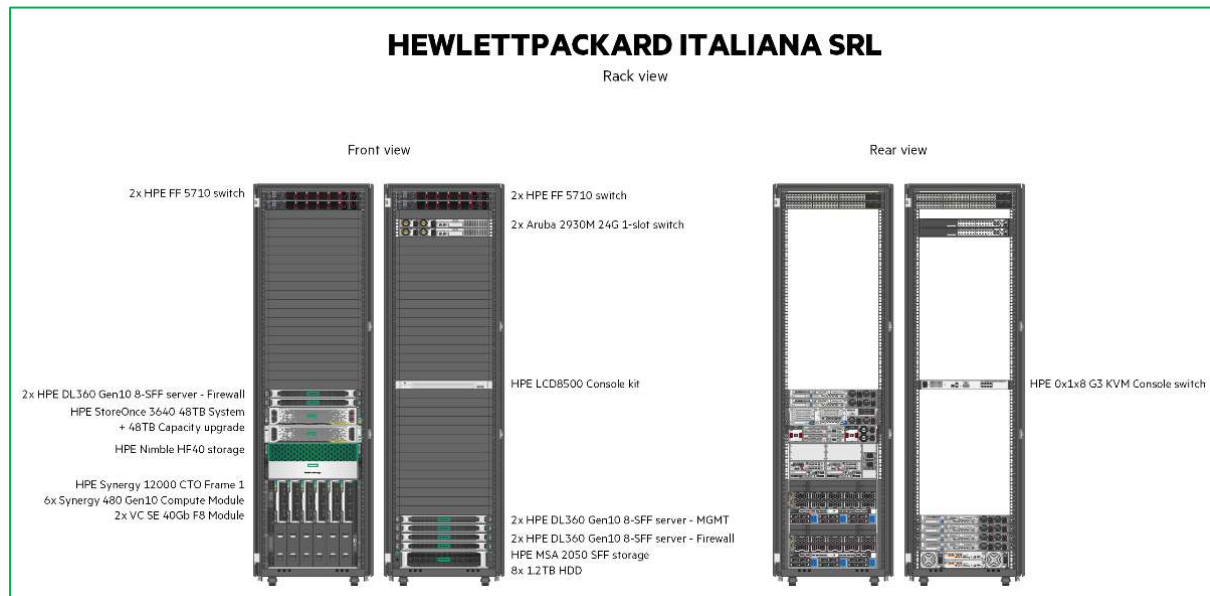 HEWLETTPACKARD ITALIANA SRL
Rack view
Front view
Rear view
2x HPE FF 5710 switch
2x HPE FF 5710 switch
2x Aruba 2930M 24G 1-slot switch
HPE LCD8500 Console kit
HPE 0x1x8 G3 KVM Console switch
2x HPE DL360 Gen10 8-SFF server - Firewall
HPE StoreOnce 3640 48TB System
+ 48TB Capacity upgrade
HPE Nimble HF40 storage
HPE Synergy 12000 CTO Frame 1
6x Synergy 480 Gen10 Compute Module
2x VC SE 40Gb F8 Module
2x HPE DL360 Gen10 8-SFF server - MGMT
2x HPE DL360 Gen10 8-SFF server - Firewall
HPE MSA 2050 SFF storage
8x 1.2TB HDD